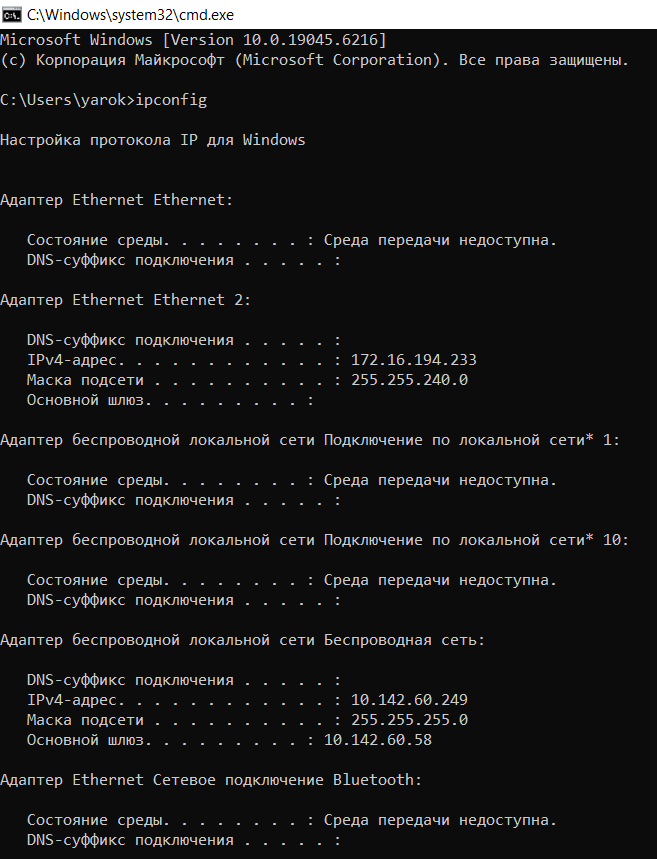 C:\Windows\system32\cmd.exe
Microsoft Windows [Version 10.0.19045.6216]
(c) Корпорация Майкрософт (Microsoft Corporation). Все права защищены.
C:\Users\yarok>ipconfig
Настройка протокола IP для Windows
Адаптер Ethernet Ethernet:
Состояние среды. . . . . . . . : Среда передачи недоступна.
DNS-суффикс подключения . . . . . :
Адаптер Ethernet Ethernet 2:
DNS-суффикс подключения . . . . . :
IPv4-адрес. . . . . . . . . . . . : 172.16.194.233
Маска подсети . . . . . . . . . . : 255.255.240.0
Основной шлюз. . . . . . . . . :
Адаптер беспроводной локальной сети Подключение по локальной сети* 1:
Состояние среды. . . . . . . . : Среда передачи недоступна.
DNS-суффикс подключения . . . . . :
Адаптер беспроводной локальной сети Подключение по локальной сети* 10:
Состояние среды. . . . . . . . : Среда передачи недоступна.
DNS-суффикс подключения . . . . . :
Адаптер беспроводной локальной сети Беспроводная сеть:
DNS-суффикс подключения . . . . . :
IPv4-адрес. . . . . . . . . . . . : 10.142.60.249
Маска подсети . . . . . . . . . . : 255.255.255.0
Основной шлюз. . . . . . . . . : 10.142.60.58
Адаптер Ethernet Сетевое подключение Bluetooth:
Состояние среды. . . . . . . . : Среда передачи недоступна.
DNS-суффикс подключения . . . . . :